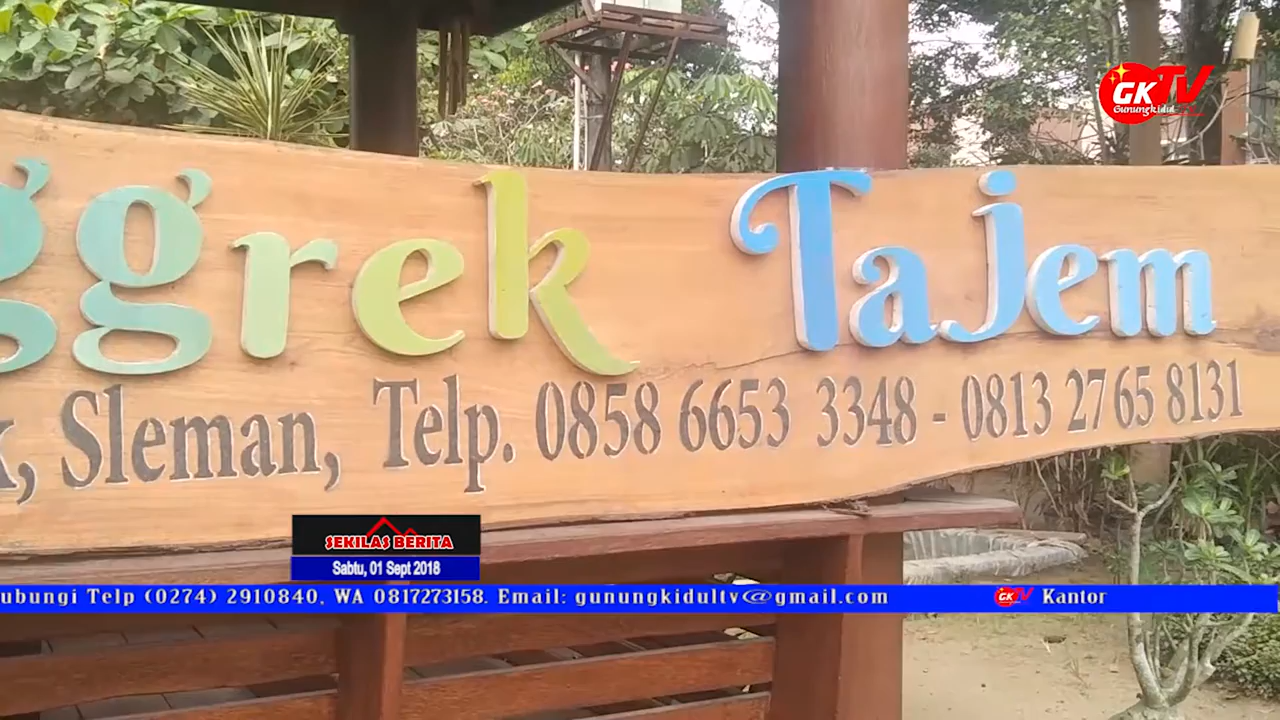 GKTV
Gunungkidul
ggrek Tajem
, Sleman, Telp. 0858 6653 3348 - 0813 2765 8131
SEKILAS BERITA
Sabtu, 01 Sept 2018
ubungi Telp (0274) 2910840, WA 0817273158. Email: gunungkidultv@gmail.com GKTV Kantor